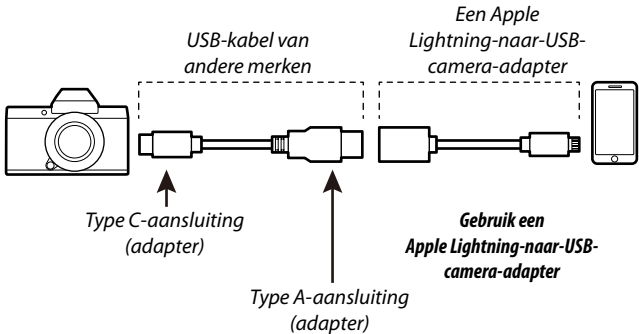 USB-kabel van
andere merken
Een Apple
Lightning-naar-USB-
camera-adapter
Type C-aansluiting
(adapter)
Type A-aansluiting
(adapter)
Gebruik een
Apple Lightning-naar-USB-
camera-adapter